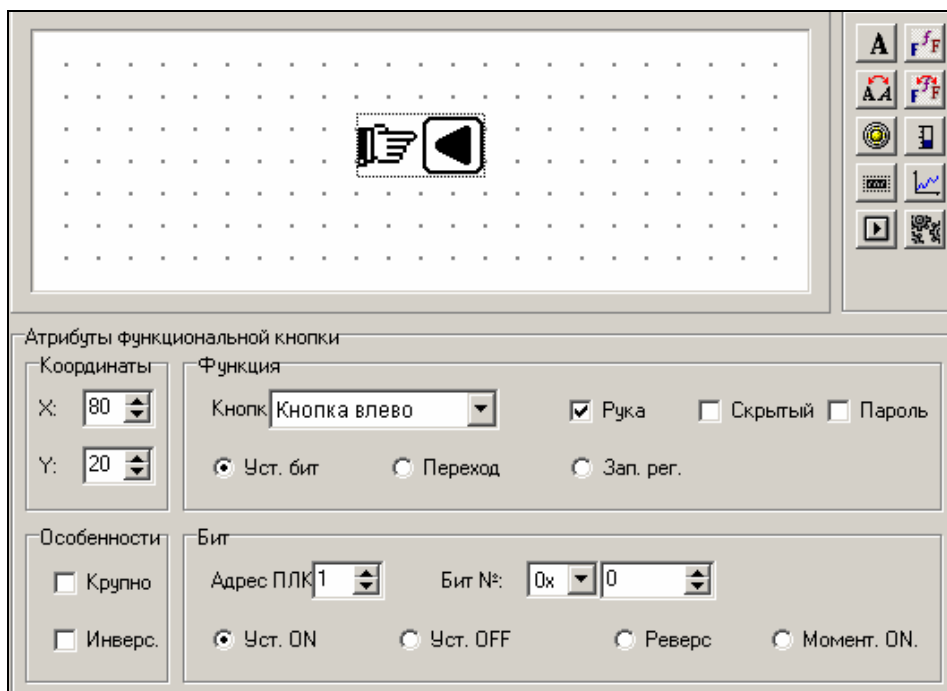 A F f F
A A F F
Атрибуты функциональной кнопки
Координаты Функция
X: 80 Кнопк Кнопка влево Рука Скрытый Пароль
Y: 20 Уст. бит Переход Зап. рег.
Особенности Бит
Крупно Адрес ПЛК 1 Бит №: 0x 0
Инверс. Уст. ON Уст. OFF Реверс Момент. ON.